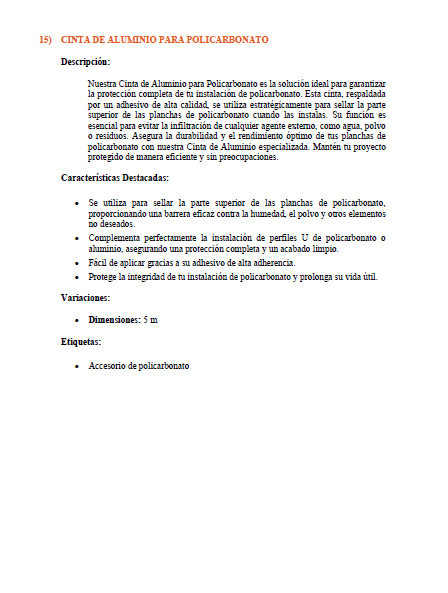 15) CINTA DE ALUMINIO PARA POLICARBONATO
Descripción:
Nuestra Cinta de Aluminio para Policarbonato es la solución ideal para garantizar
la protección completa de tu instalación de policarbonato. Esta cinta, respaldada
por un adhesivo de alta calidad, se utiliza estratégicamente para sellar la parte
superior de las planchas de policarbonato cuando las instalas. Su función es
esencial para evitar la infiltración de cualquier agente externo, como agua, polvo
o residuos. Asegura la durabilidad y el rendimiento óptimo de tus planchas de
policarbonato con nuestra Cinta de Aluminio especializada. Mantén tu proyecto
protegido de manera eficiente y sin preocupaciones.
Características Destacadas:
• Se utiliza para sellar la parte superior de las planchas de policarbonato,
proporcionando una barrera eficaz contra la humedad, el polvo y otros elementos
no deseados.
• Complementa perfectamente la instalación de perfiles U de policarbonato o
aluminio, asegurando una protección completa y un acabado limpio.
• Fácil de aplicar gracias a su adhesivo de alta adherencia.
• Protege la integridad de tu instalación de policarbonato y prolonga su vida útil.
Variaciones:
• Dimensiones: 5 m
Etiquetas:
• Accesorio de policarbonato